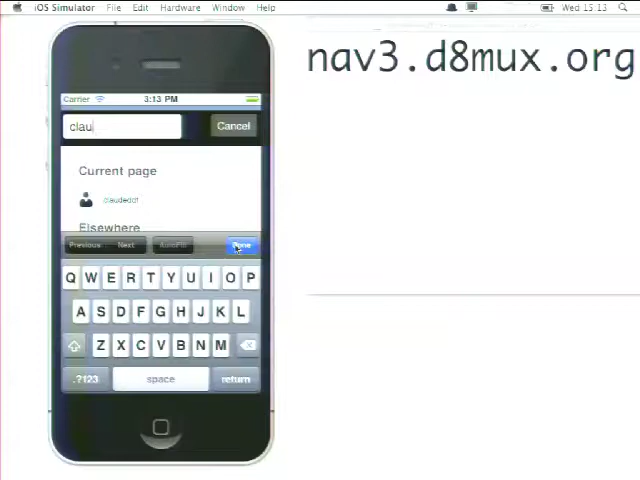 iOS Simulator File Edit Hardware Window Help Wed 15:13
nav3.d8mux.org
Carrier 3:13 PM
clau Cancel
Current page
Elsewhere
Previous Next AutoFill Done
Q W E R T Y U I O P
A S D F G H J K L
Z X C V B N M
.?123 space return